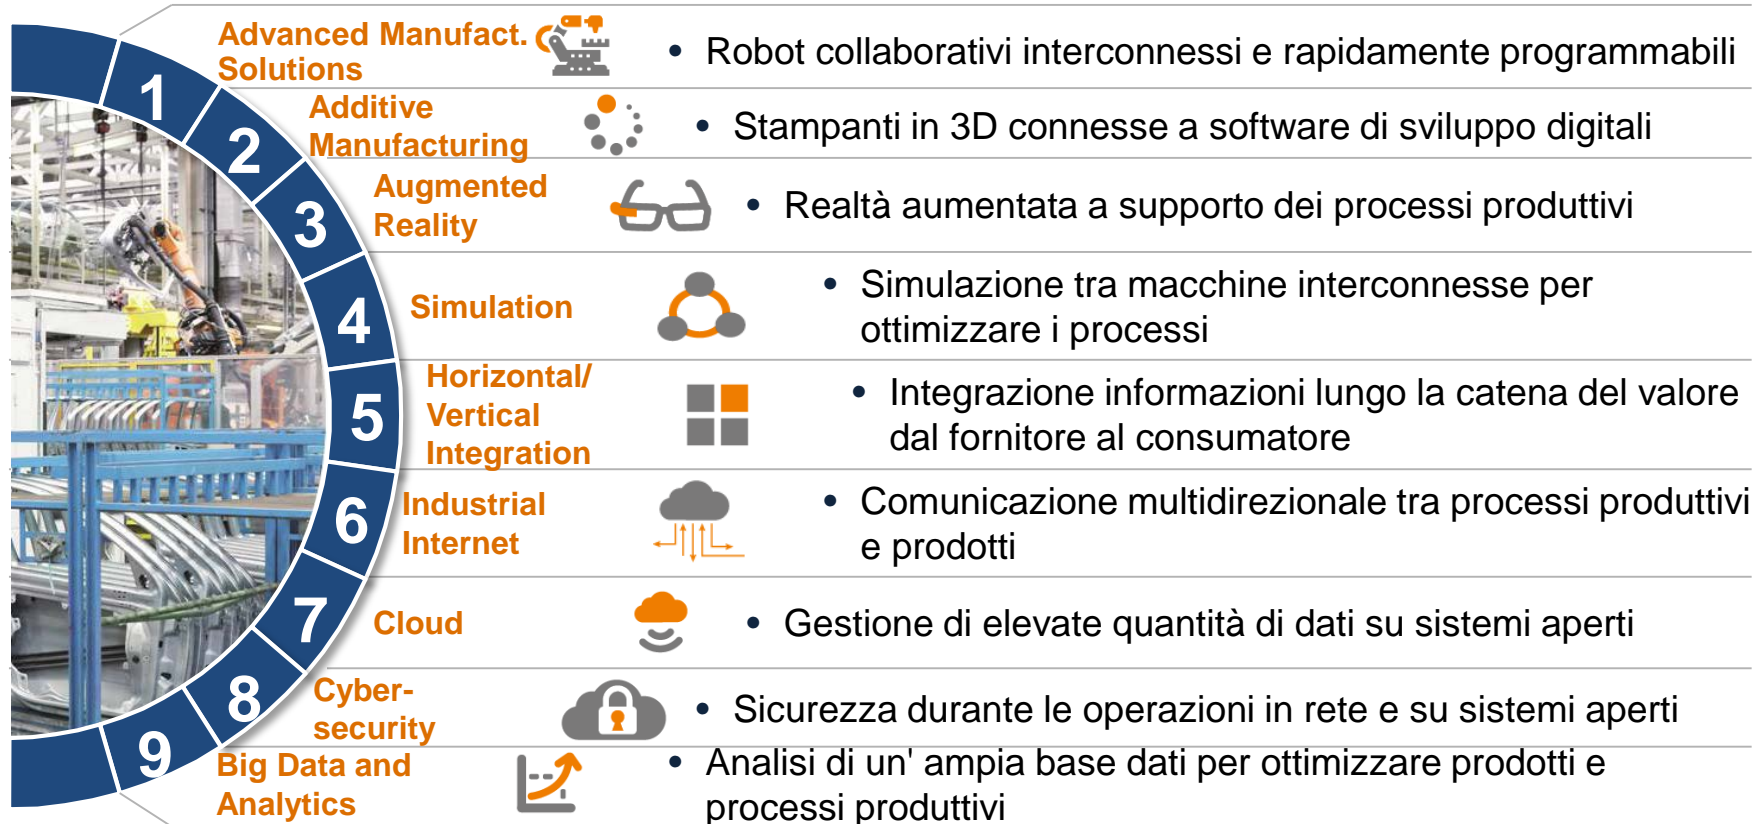 1
Advanced Manufact.
Solutions
• Robot collaborativi interconnessi e rapidamente programmabili
2
Additive
Manufacturing
• Stampanti in 3D connesse a software di sviluppo digitali
3
Augmented
Reality
• Realtà aumentata a supporto dei processi produttivi
4
Simulation
• Simulazione tra macchine interconnesse per
ottimizzare i processi
5
Horizontal/
Vertical
Integration
• Integrazione informazioni lungo la catena del valore
dal fornitore al consumatore
6
Industrial
Internet
• Comunicazione multidirezionale tra processi produttivi
e prodotti
7
Cloud
• Gestione di elevate quantità di dati su sistemi aperti
8
Cyber-
security
• Sicurezza durante le operazioni in rete e su sistemi aperti
9
Big Data and
Analytics
• Analisi di un' ampia base dati per ottimizzare prodotti e
processi produttivi